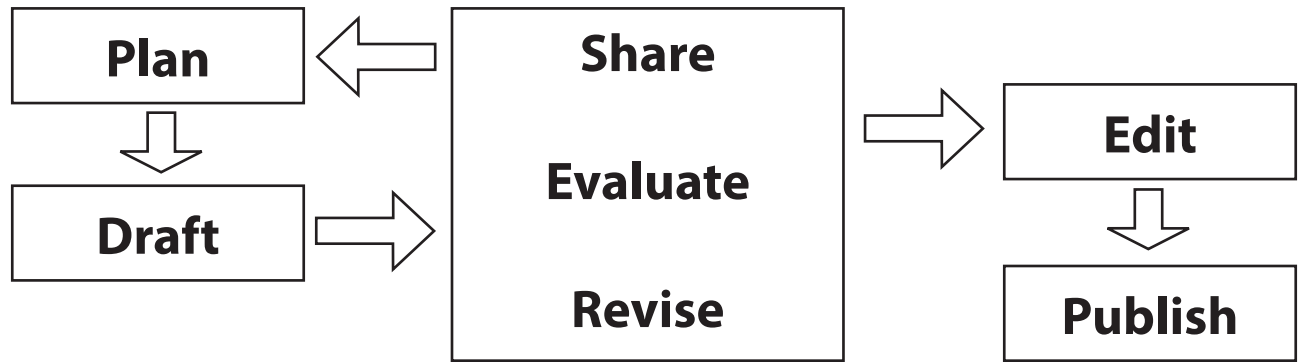 Plan
Draft
Share
Evaluate
Revise
Edit
Publish